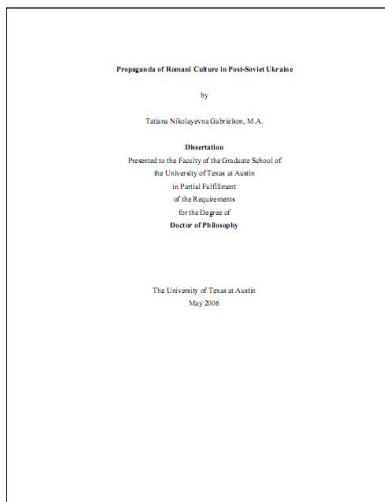 Propaganda of Romani Culture in Post-Soviet Ukraine
by
Tatiana Nikolayevna Gabrielson, M.A.
Dissertation
Presented to the Faculty of the Graduate School of
the University of Texas at Austin
in Partial Fulfillment
of the Requirements
for the Degree of
Doctor of Philosophy
The University of Texas at Austin
May 2006